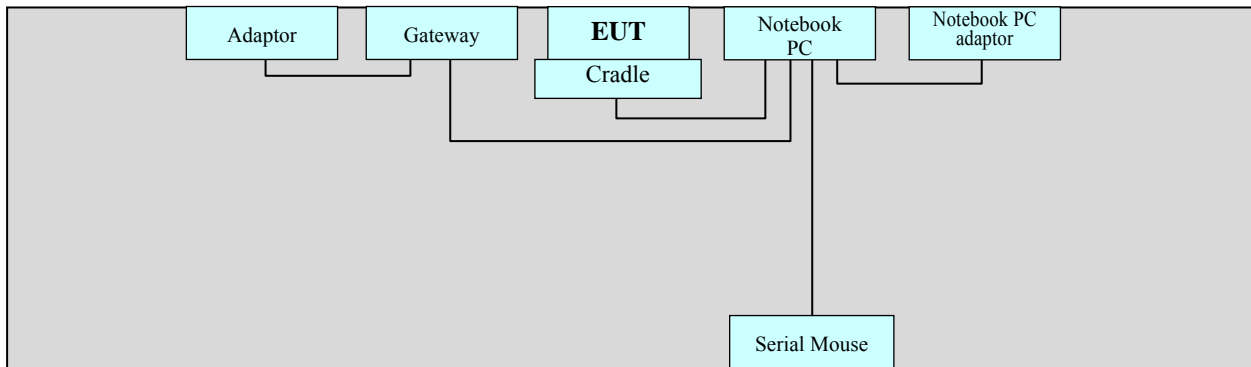 Adaptor
Gateway
EUT
Cradle
Notebook
PC
Notebook PC
adaptor
Serial Mouse